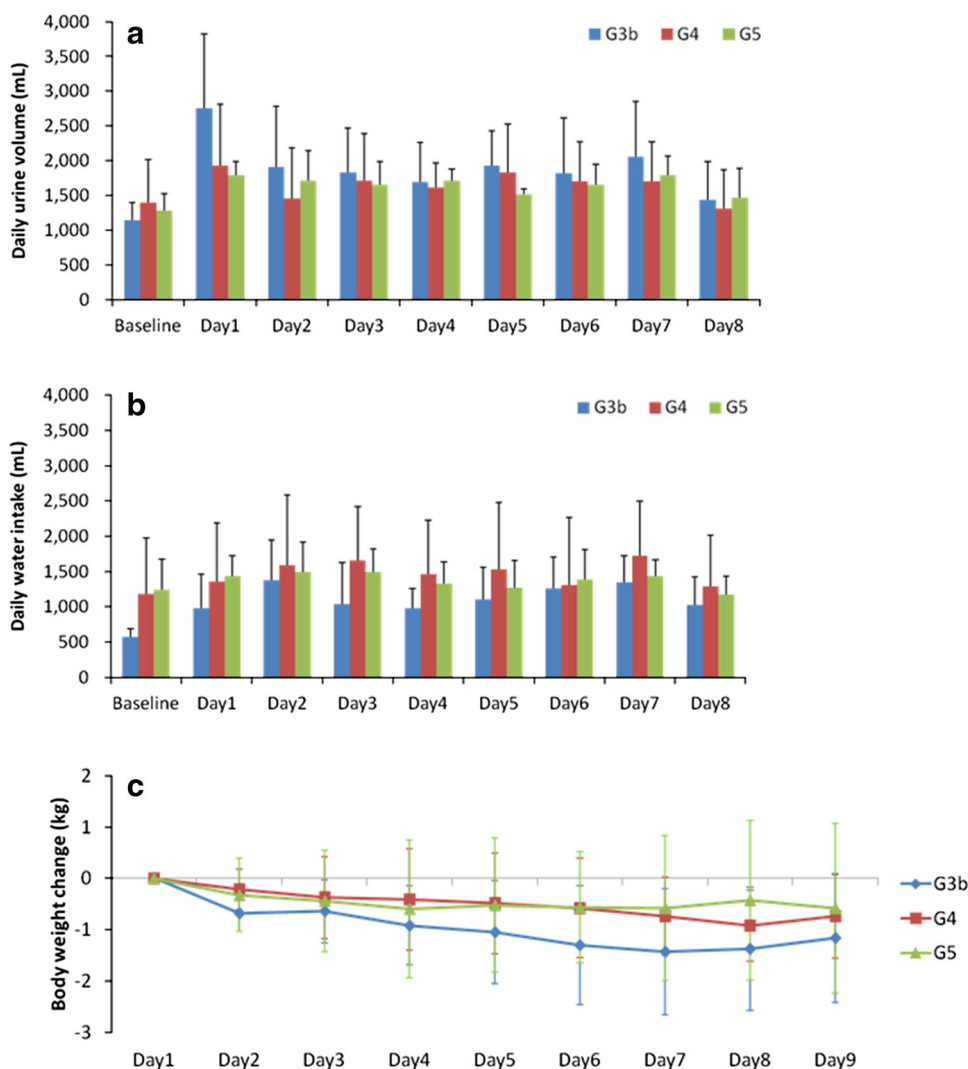 a
G3b G4 G5
Daily urine volume (mL)
4,000
3,500
3,000
2,500
2,000
1,500
1,000
500
0
Baseline Day1 Day2 Day3 Day4 Day5 Day6 Day7 Day8
b
G3b G4 G5
Daily water intake (mL)
4,000
3,500
3,000
2,500
2,000
1,500
1,000
500
0
Baseline Day1 Day2 Day3 Day4 Day5 Day6 Day7 Day8
c
Body weight change (kg)
2
1
0
-1
-2
-3
G3b
G4
G5
Day1 Day2 Day3 Day4 Day5 Day6 Day7 Day8 Day9